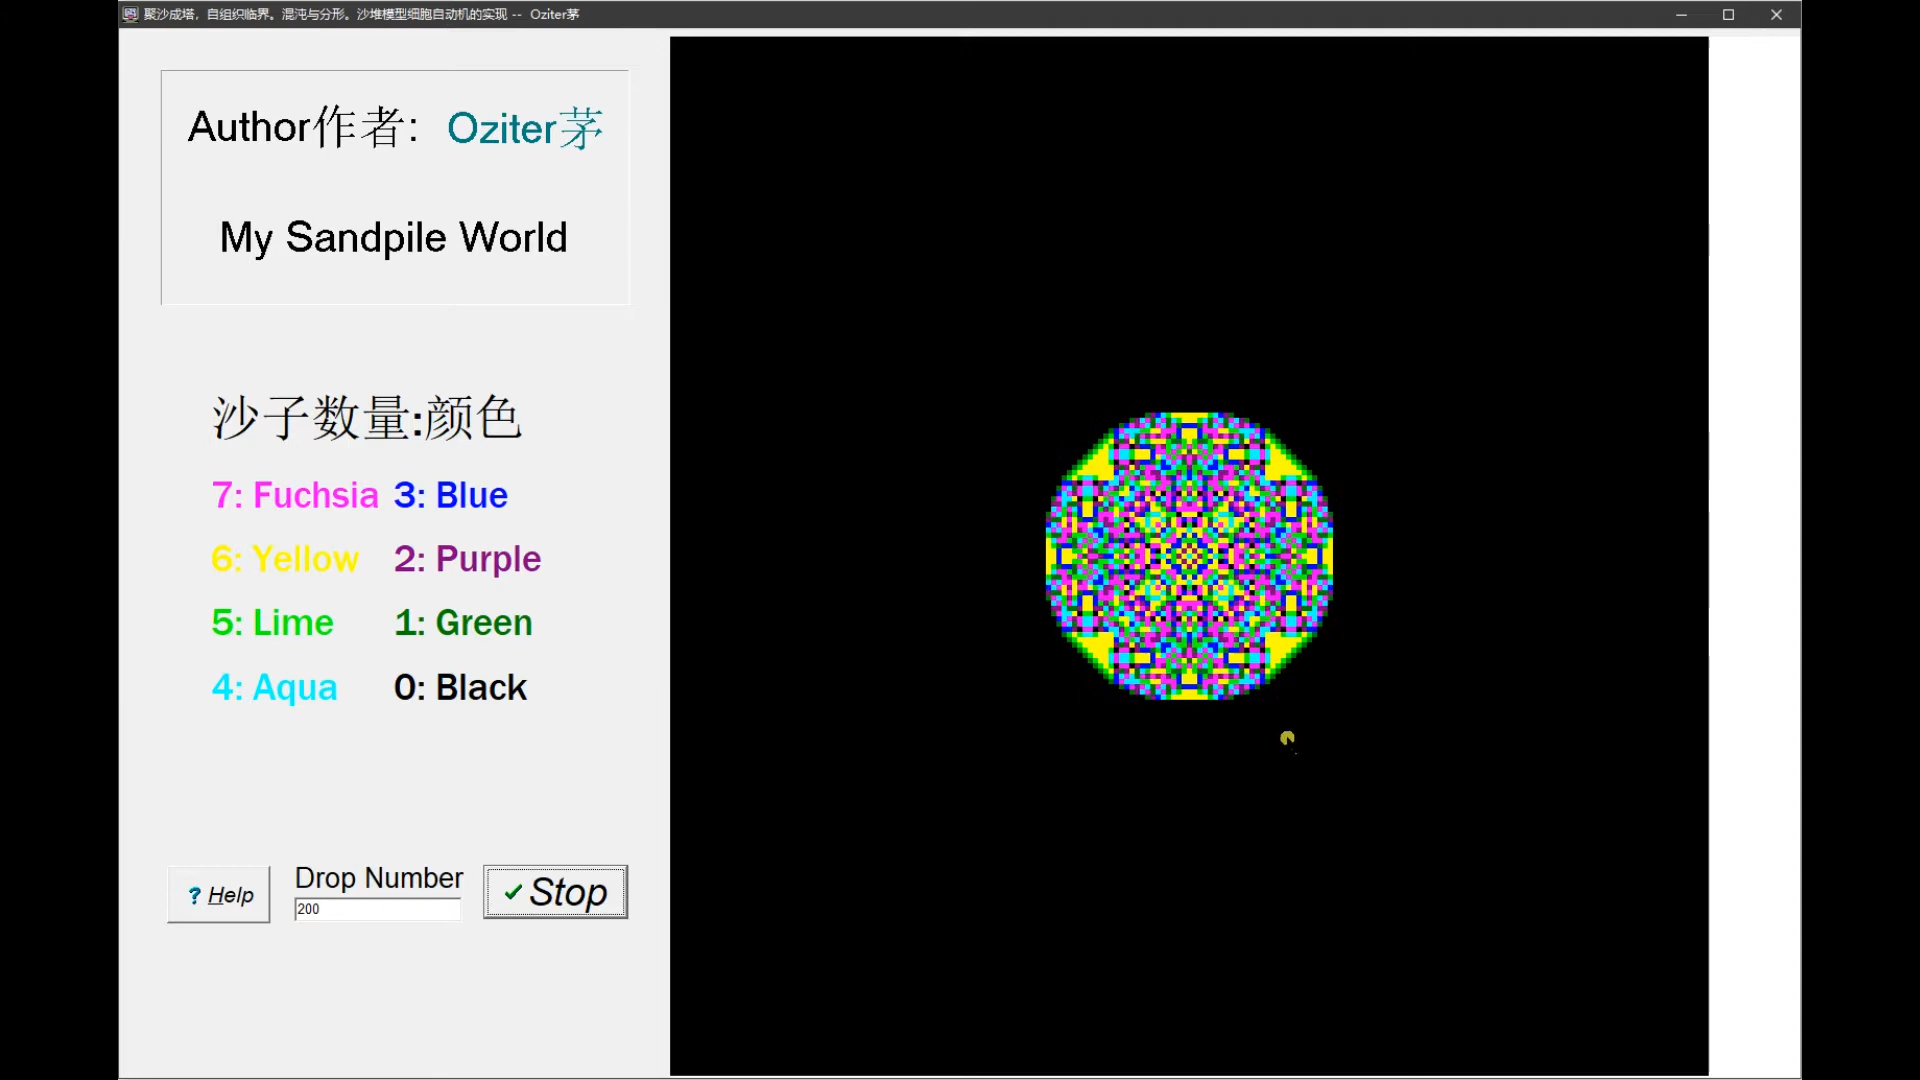 聚沙成塔，自组织临界。混沌与分形。沙堆模型细胞自动机的实现 -- Oziter茅
Author作者: Oziter茅
My Sandpile World
沙子数量:颜色
7: Fuchsia 3: Blue
6: Yellow 2: Purple
5: Lime 1: Green
4: Aqua 0: Black
Drop Number
? Help 200 Stop